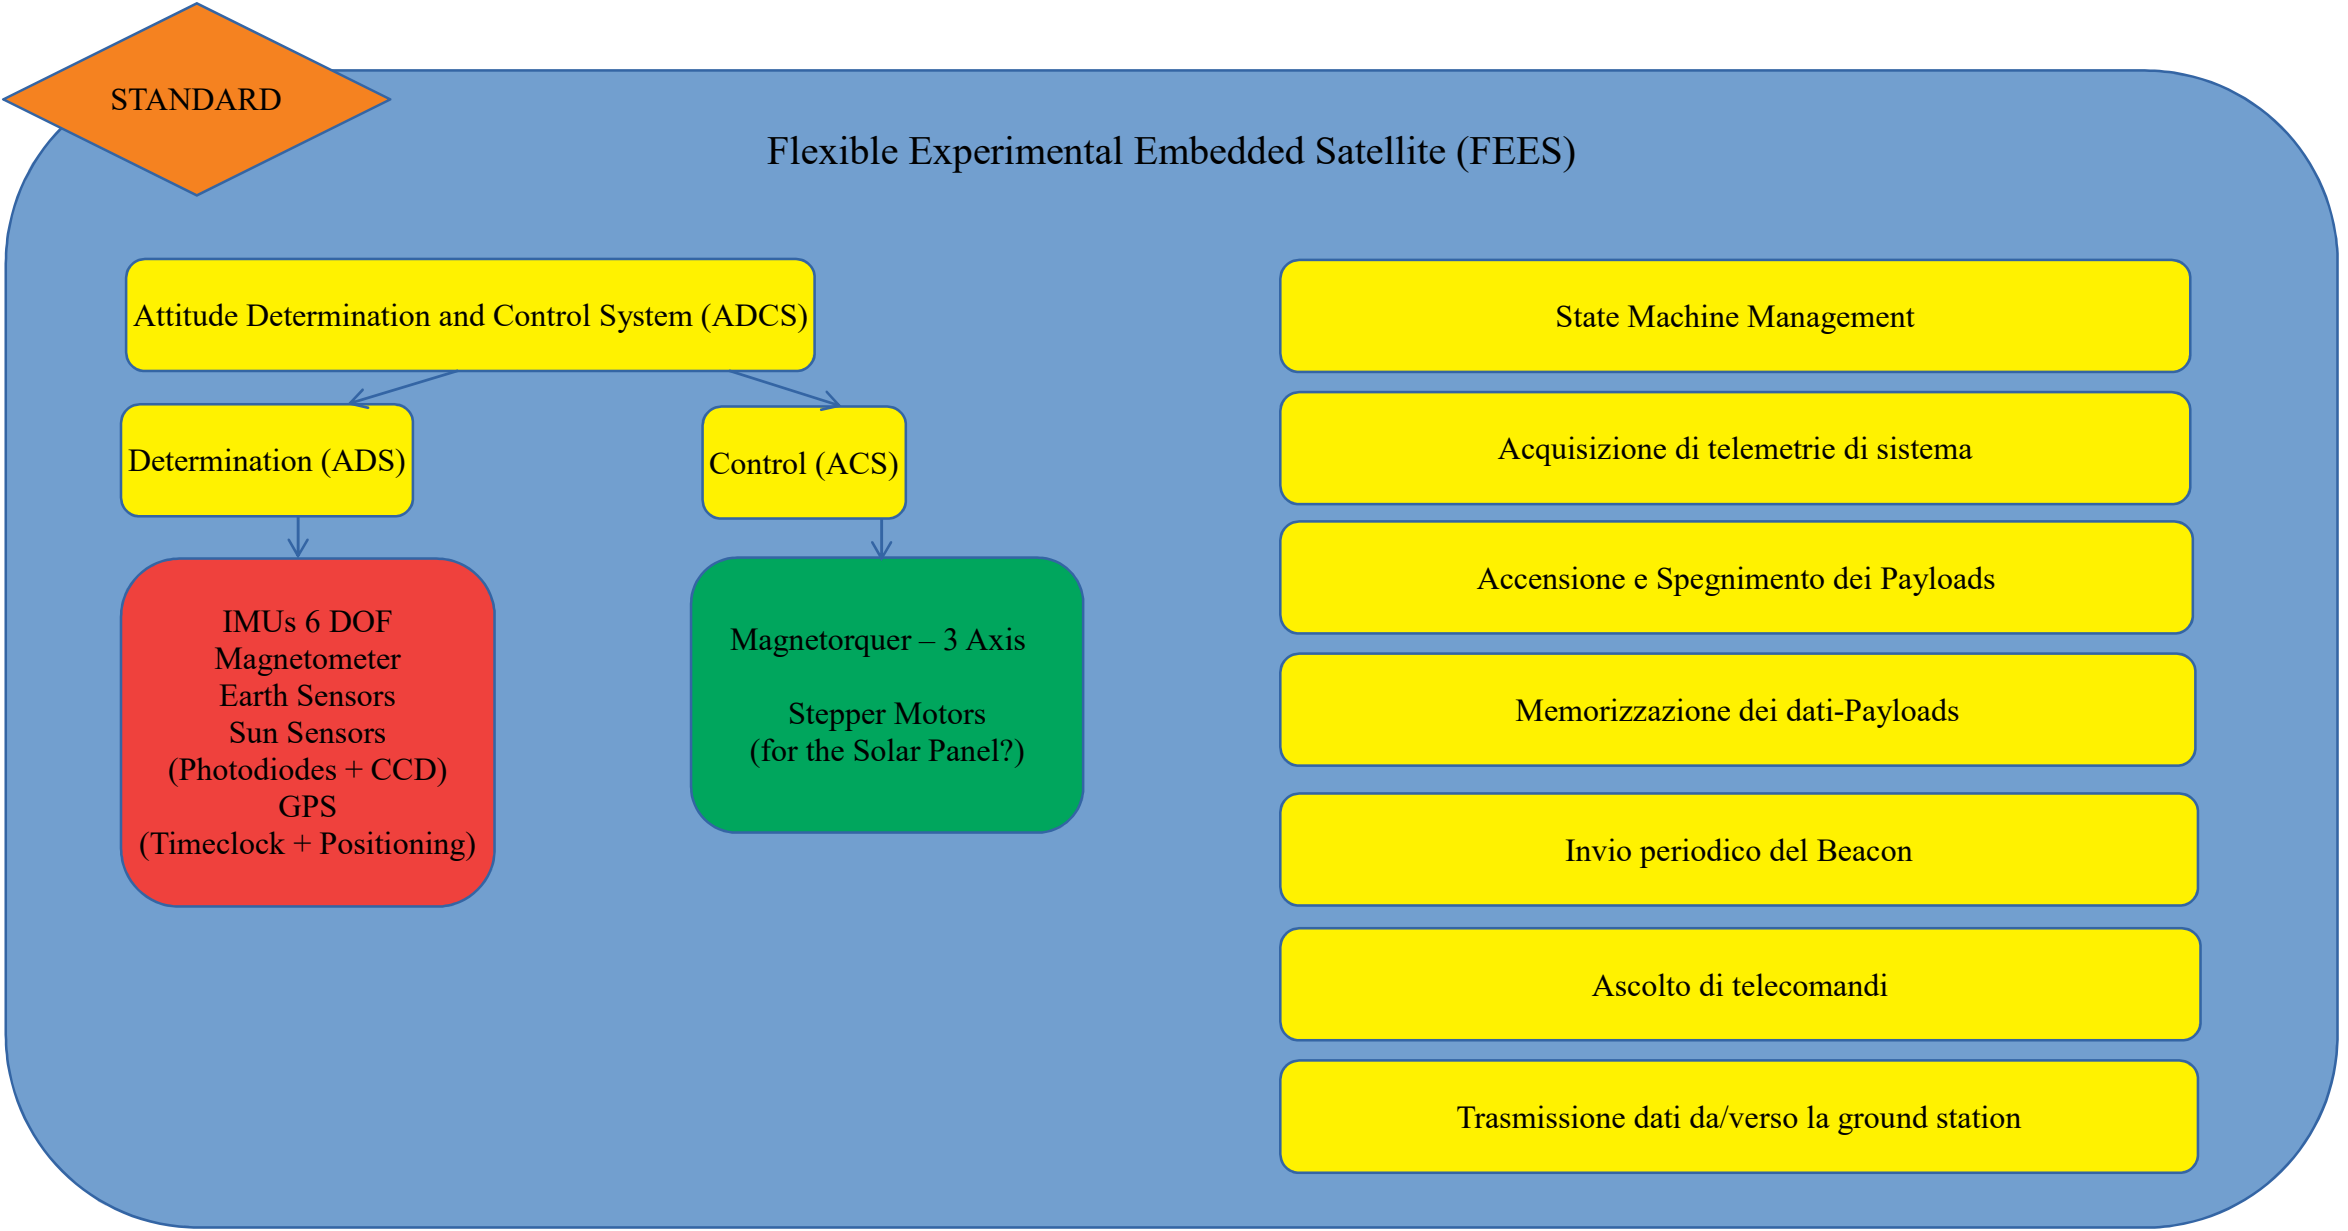 STANDARD
Flexible Experimental Embedded Satellite (FEES)
Attitude Determination and Control System (ADCS)
Determination (ADS)
Control (ACS)
IMUs 6 DOF
Magnetometer
Earth Sensors
Sun Sensors
(Photodiodes + CCD)
GPS
(Timeclock + Positioning)
Magnetorquer – 3 Axis
Stepper Motors
(for the Solar Panel?)
State Machine Management
Acquisizione di telemetrie di sistema
Accensione e Spegnimento dei Payloads
Memorizzazione dei dati-Payloads
Invio periodico del Beacon
Ascolto di telecomandi
Trasmissione dati da/verso la ground station